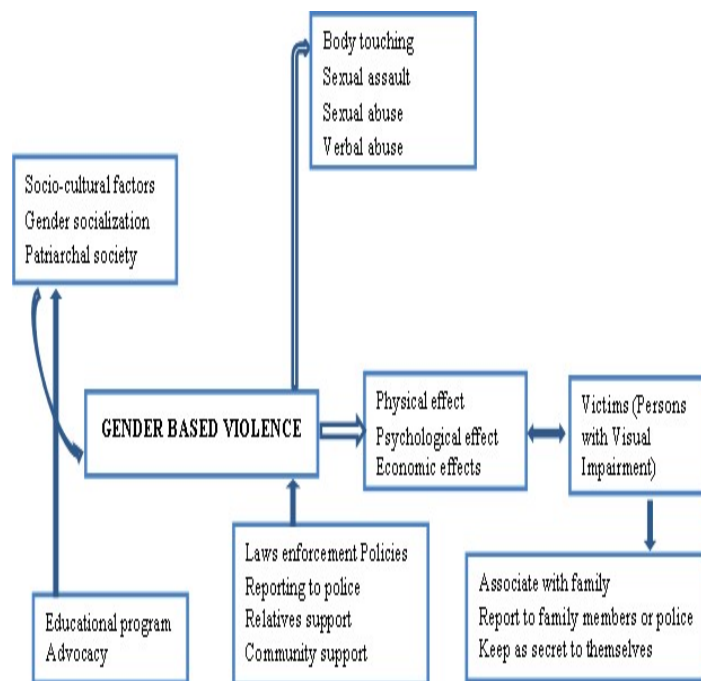 Body touching
Sexual assault
Sexual abuse
Verbal abuse
Socio-cultural factors
Gender socialization
Patriarchal society
GENDER BASED VIOLENCE
Physical effect
Psychological effect
Economic effects
Victims (Persons
with Visual
Impairment)
Laws enforcement Policies
Reporting to police
Relatives support
Community support
Associate with family
Report to family members or police
Keep as secret to themselves
Educational program
Advocacy